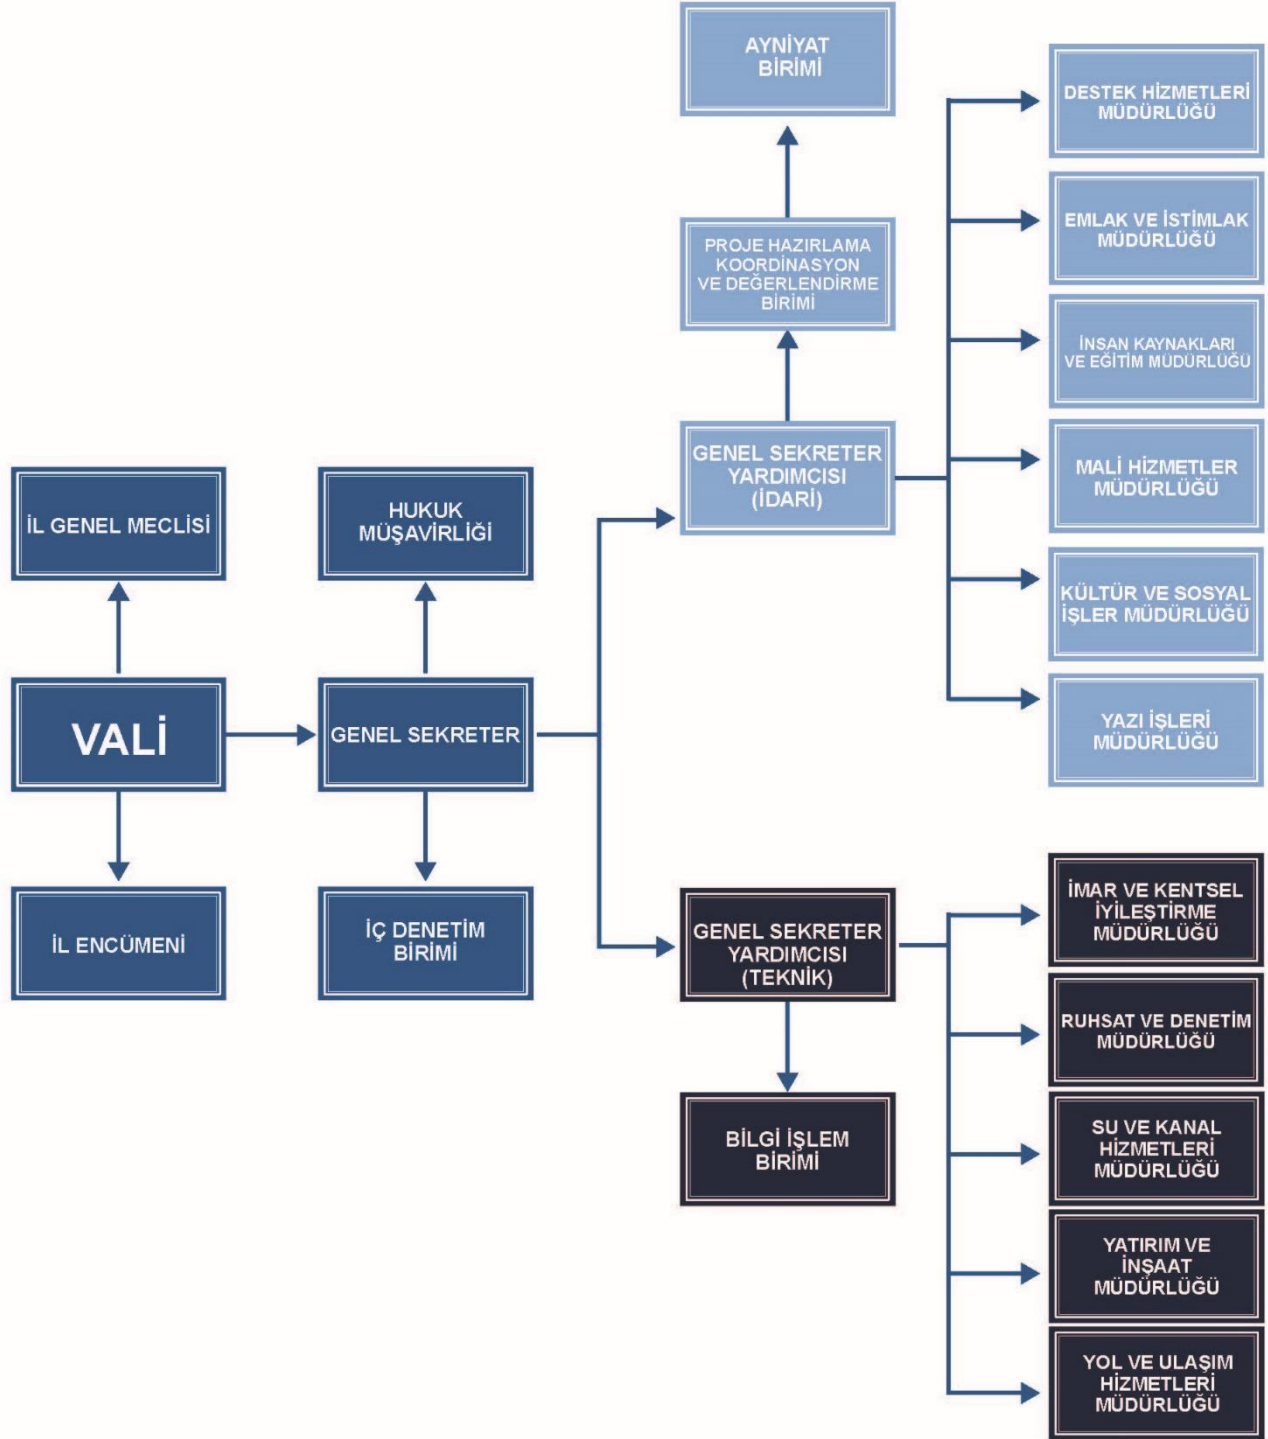 AYNİYAT
BİRİMİ
DESTEK HİZMETLERİ
MÜDÜRLÜĞÜ
EMLAK VE İSTİMLAK
MÜDÜRLÜĞÜ
PROJE HAZIRLAMA
KOORDİNASYON
VE DEĞERLENDİRME
BİRİMİ
İNSAN KAYNAKLARI
VE EĞİTİM MÜDÜRLÜĞÜ
GENEL SEKRETER
YARDIMCISI
(İDARİ)
MALİ HİZMETLER
MÜDÜRLÜĞÜ
İL GENEL MECLİSİ
HUKUK
MÜŞAVİRLİĞİ
KÜLTÜR VE SOSYAL
İŞLER MÜDÜRLÜĞÜ
VALİ
GENEL SEKRETER
YAZI İŞLERİ
MÜDÜRLÜĞÜ
İL ENCÜMENİ
İÇ DENETİM
BİRİMİ
GENEL SEKRETER
YARDIMCISI
(TEKNİK)
İMAR VE KENTSEL
İYİLEŞTİRME
MÜDÜRLÜĞÜ
RUHSAT VE DENETİM
MÜDÜRLÜĞÜ
BİLGİ İŞLEM
BİRİMİ
SU VE KANAL
HİZMETLERİ
MÜDÜRLÜĞÜ
YATIRIM VE
İNŞAAT
MÜDÜRLÜĞÜ
YOL VE ULAŞIM
HİZMETLERİ
MÜDÜRLÜĞÜ